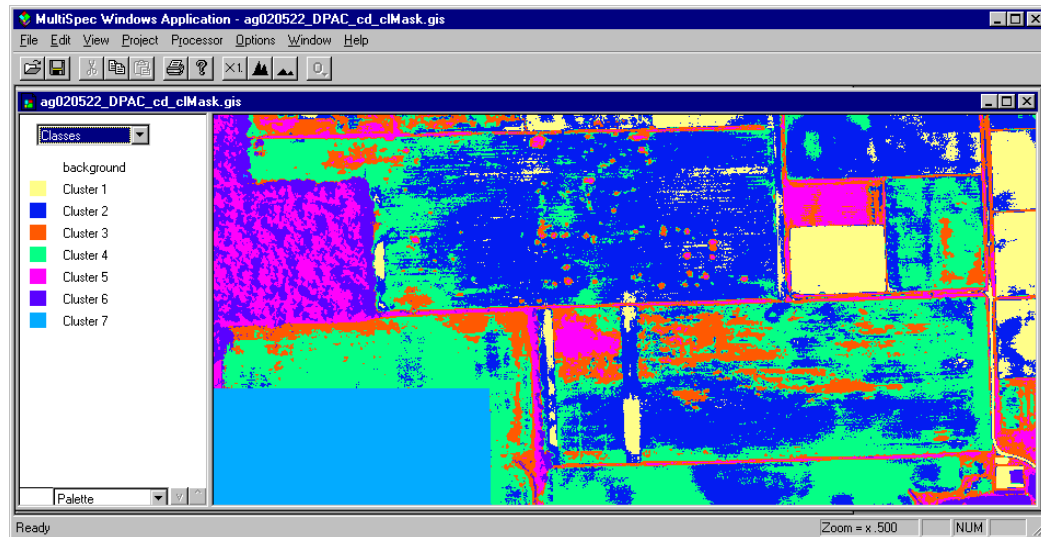 MultiSpec Windows Application - ag020522_DPAC_cd_clMask.gis
File Edit View Project Processor Options Window Help
×1
ag020522_DPAC_cd_clMask.gis
Classes
background
Cluster 1
Cluster 2
Cluster 3
Cluster 4
Cluster 5
Cluster 6
Cluster 7
Palette
Ready Zoom = x .500 NUM